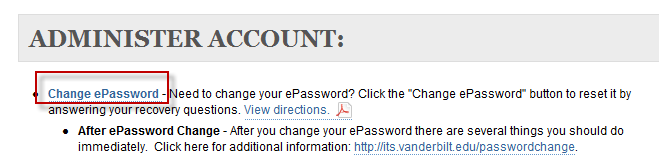 ADMINISTER ACCOUNT:
Change ePassword - Need to change your ePassword? Click the "Change ePassword" button to reset it by
answering your recovery questions. View directions.
After ePassword Change - After you change your ePassword there are several things you should do
immediately. Click here for additional information: http://its.vanderbilt.edu/passwordchange.